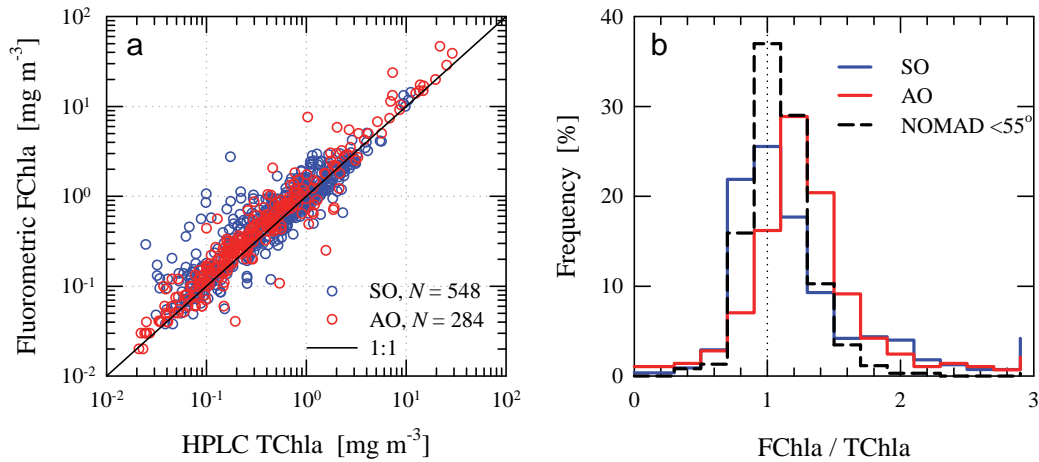 a
Fluorometric FChla [mg m⁻³]
10²
10¹
10⁰
10⁻¹
10⁻²
SO, N = 548
AO, N = 284
1:1
10⁻² 10⁻¹ 10⁰ 10¹ 10²
HPLC TChla [mg m⁻³]
b
Frequency [%]
40
30
20
10
0
SO
AO
NOMAD <55°
0 1 2 3
FChla / TChla